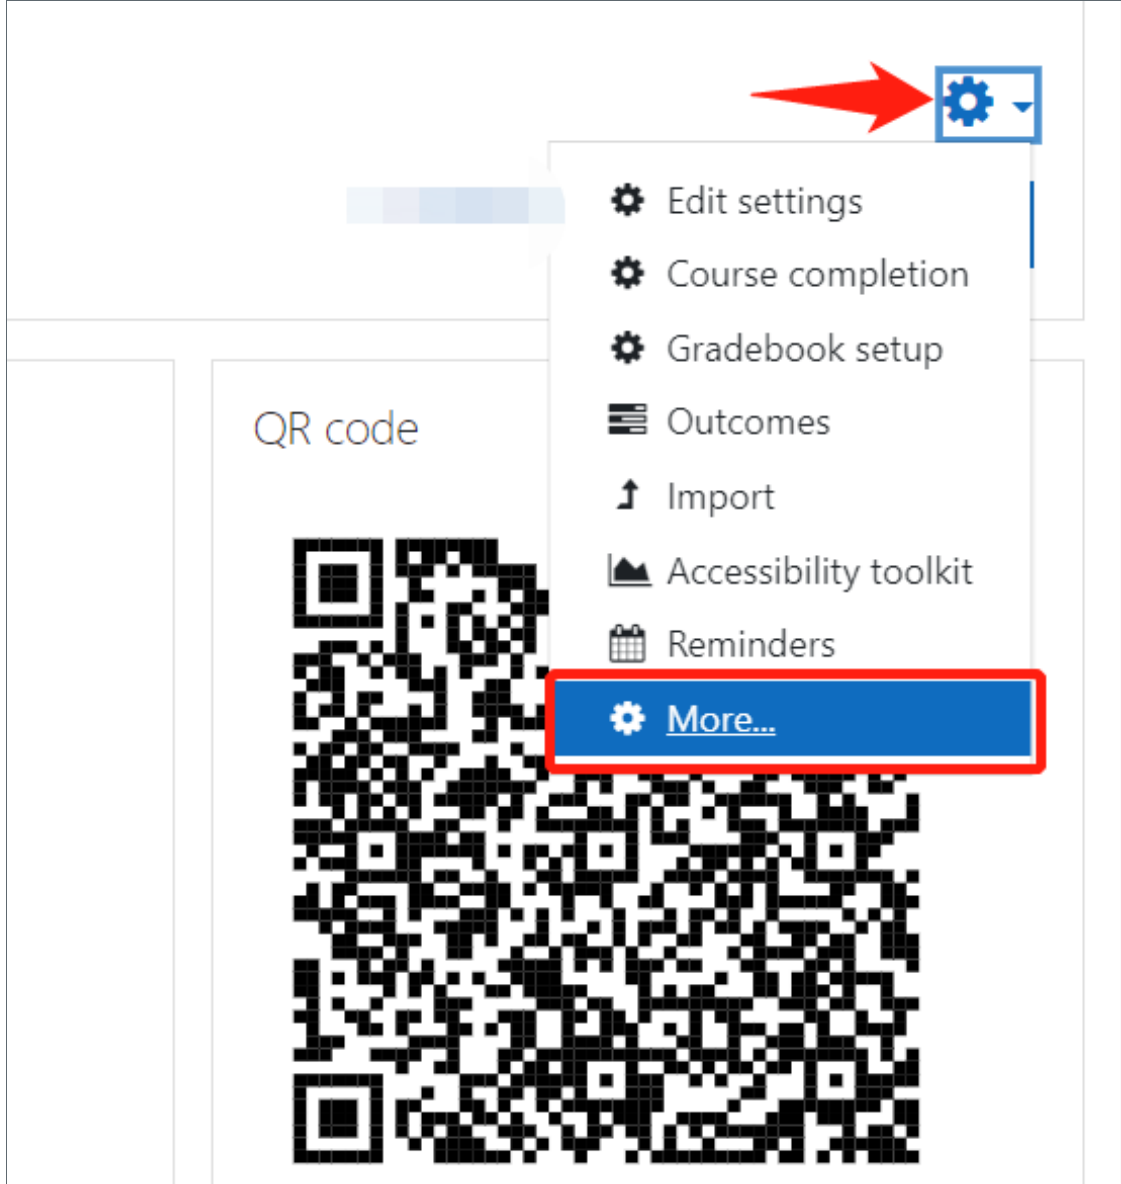 Edit settings
Course completion
Gradebook setup
Outcomes
Import
Accessibility toolkit
Reminders
More...
QR code